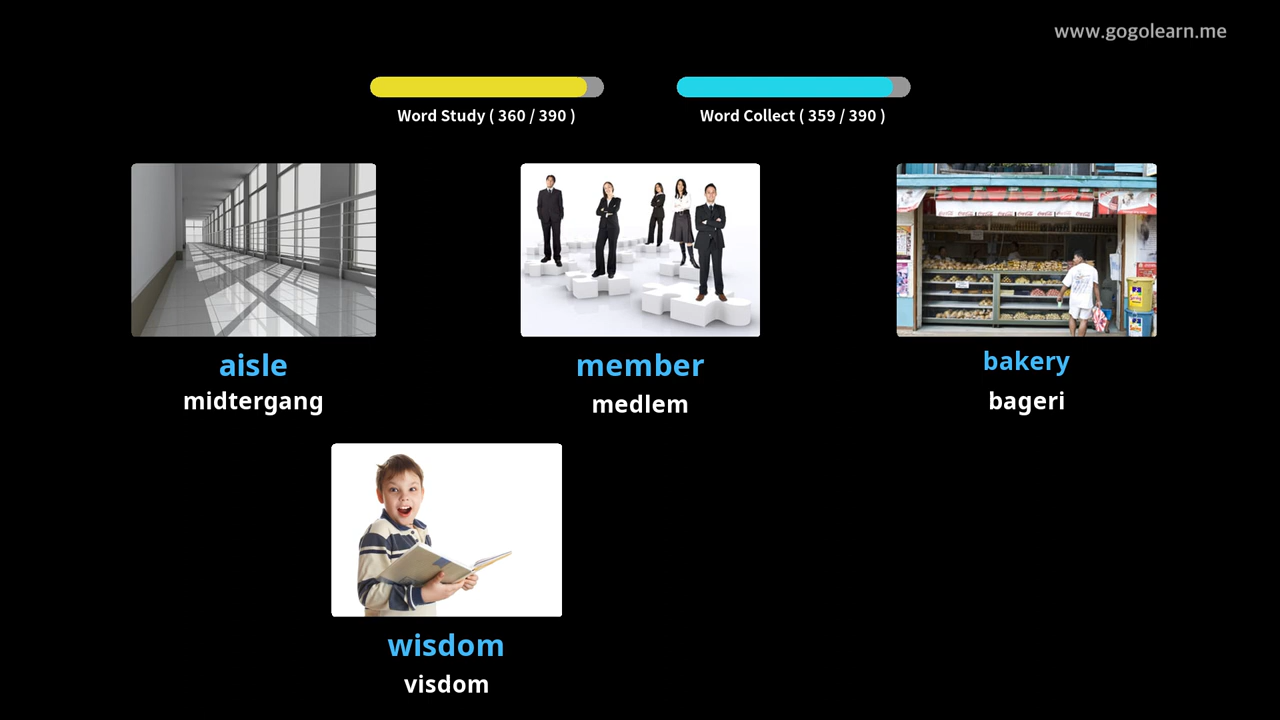 www.gogolearn.me
Word Study ( 360 / 390 )
Word Collect ( 359 / 390 )
aisle
midtergang
member
medlem
bakery
bageri
wisdom
visdom